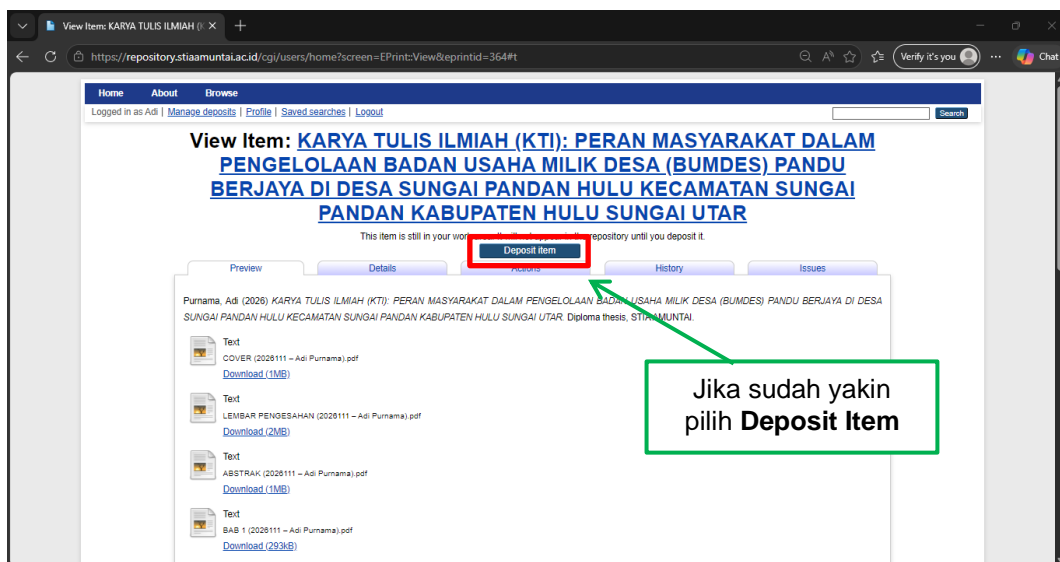 View Item: KARYA TULIS ILMIAH (K
https://repository.stiaamuntai.ac.id/cgi/users/home?screen=EPrint::View&eprintid=364#t
Verify it's you
Chat
Home About Browse
Logged in as Adi | Manage deposits | Profile | Saved searches | Logout
Search
View Item: KARYA TULIS ILMIAH (KTI): PERAN MASYARAKAT DALAM
PENGELOLAAN BADAN USAHA MILIK DESA (BUMDES) PANDU
BERJAYA DI DESA SUNGAI PANDAN HULU KECAMATAN SUNGAI
PANDAN KABUPATEN HULU SUNGAI UTAR
This item is still in your repository until you deposit it.
Deposit item
Preview Details Actions History Issues
Purnama, Adi (2026) KARYA TULIS ILMIAH (KTI): PERAN MASYARAKAT DALAM PENGELOLAAN BADAN USAHA MILIK DESA (BUMDES) PANDU BERJAYA DI DESA
SUNGAI PANDAN HULU KECAMATAN SUNGAI PANDAN KABUPATEN HULU SUNGAI UTAR. Diploma thesis, STIA AMUNTAI.
Text
COVER (2026111 – Adi Purnama).pdf
Download (1MB)
Text
LEMBAR PENGESAHAN (2026111 – Adi Purnama).pdf
Download (2MB)
Text
ABSTRAK (2026111 – Adi Purnama).pdf
Download (1MB)
Text
BAB 1 (2026111 – Adi Purnama).pdf
Download (293kB)
Jika sudah yakin
pilih Deposit Item